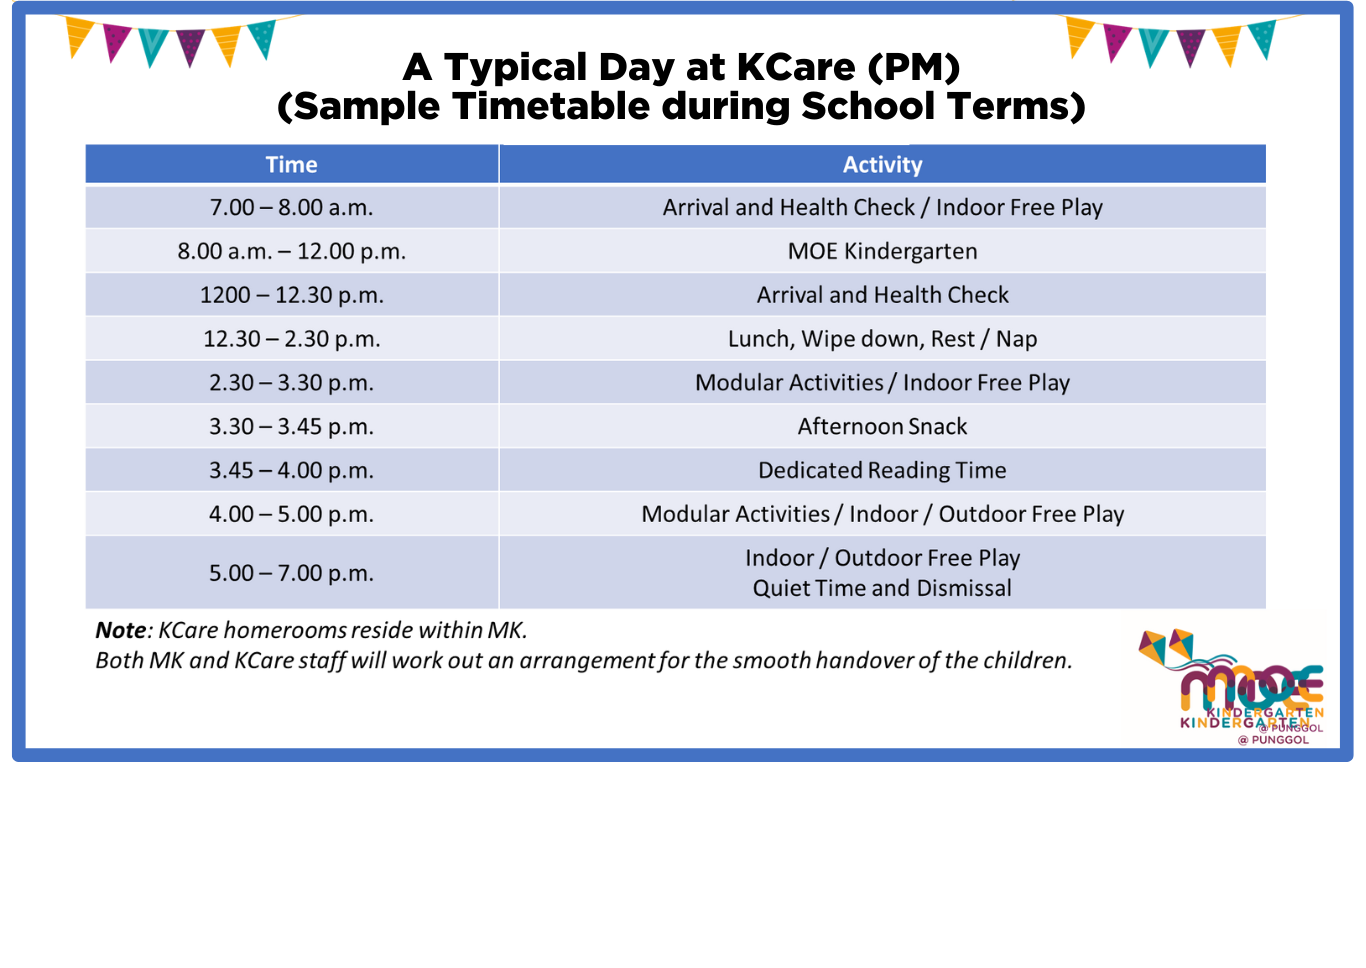 A Typical Day at KCare (PM)
(Sample Timetable during School Terms)
Time Activity
7.00 – 8.00 a.m. Arrival and Health Check / Indoor Free Play
8.00 a.m. – 12.00 p.m. MOE Kindergarten
1200 – 12.30 p.m. Arrival and Health Check
12.30 – 2.30 p.m. Lunch, Wipe down, Rest / Nap
2.30 – 3.30 p.m. Modular Activities / Indoor Free Play
3.30 – 3.45 p.m. Afternoon Snack
3.45 – 4.00 p.m. Dedicated Reading Time
4.00 – 5.00 p.m. Modular Activities / Indoor / Outdoor Free Play
5.00 – 7.00 p.m. Indoor / Outdoor Free Play
Quiet Time and Dismissal
Note: KCare homerooms reside within MK.
Both MK and KCare staff will work out an arrangement for the smooth handover of the children.
moe
KINDERGARTEN
KINDERGARTEN
@ PUNGGOL
@ PUNGGOL